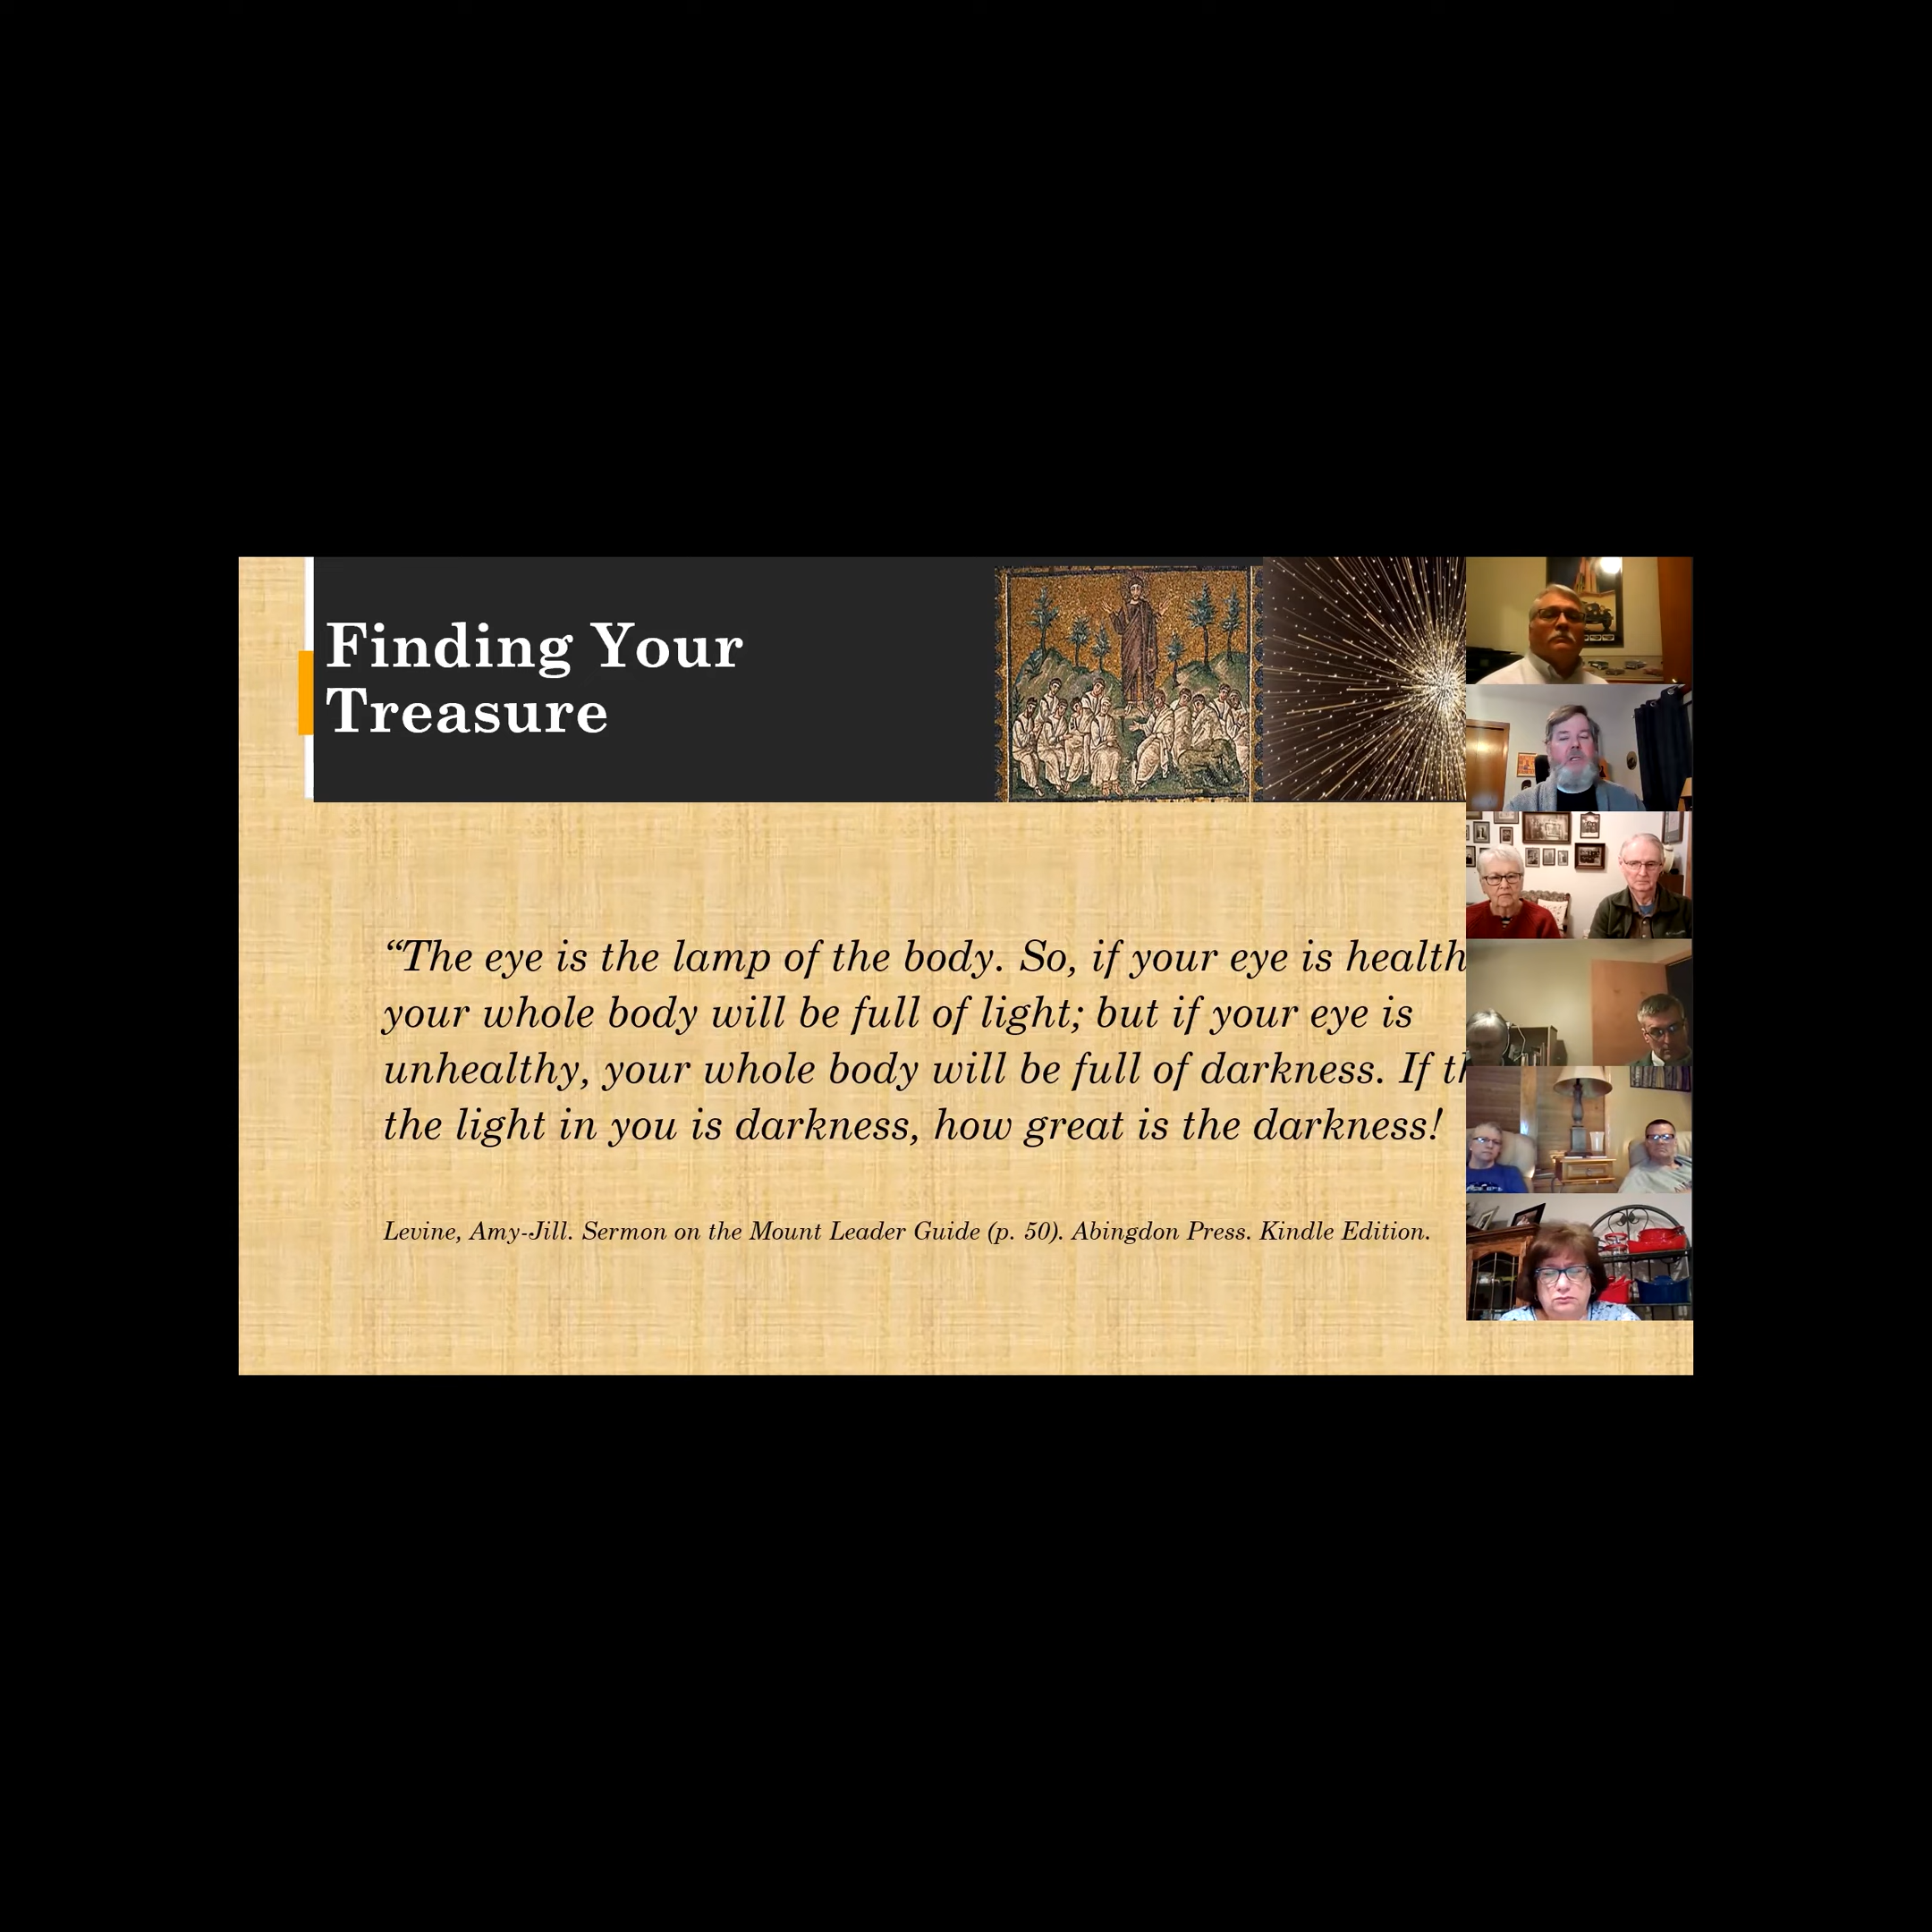 Finding Your
Treasure
“The eye is the lamp of the body. So, if your eye is health
your whole body will be full of light; but if your eye is
unhealthy, your whole body will be full of darkness. If th
the light in you is darkness, how great is the darkness!
Levine, Amy-Jill. Sermon on the Mount Leader Guide (p. 50). Abingdon Press. Kindle Edition.